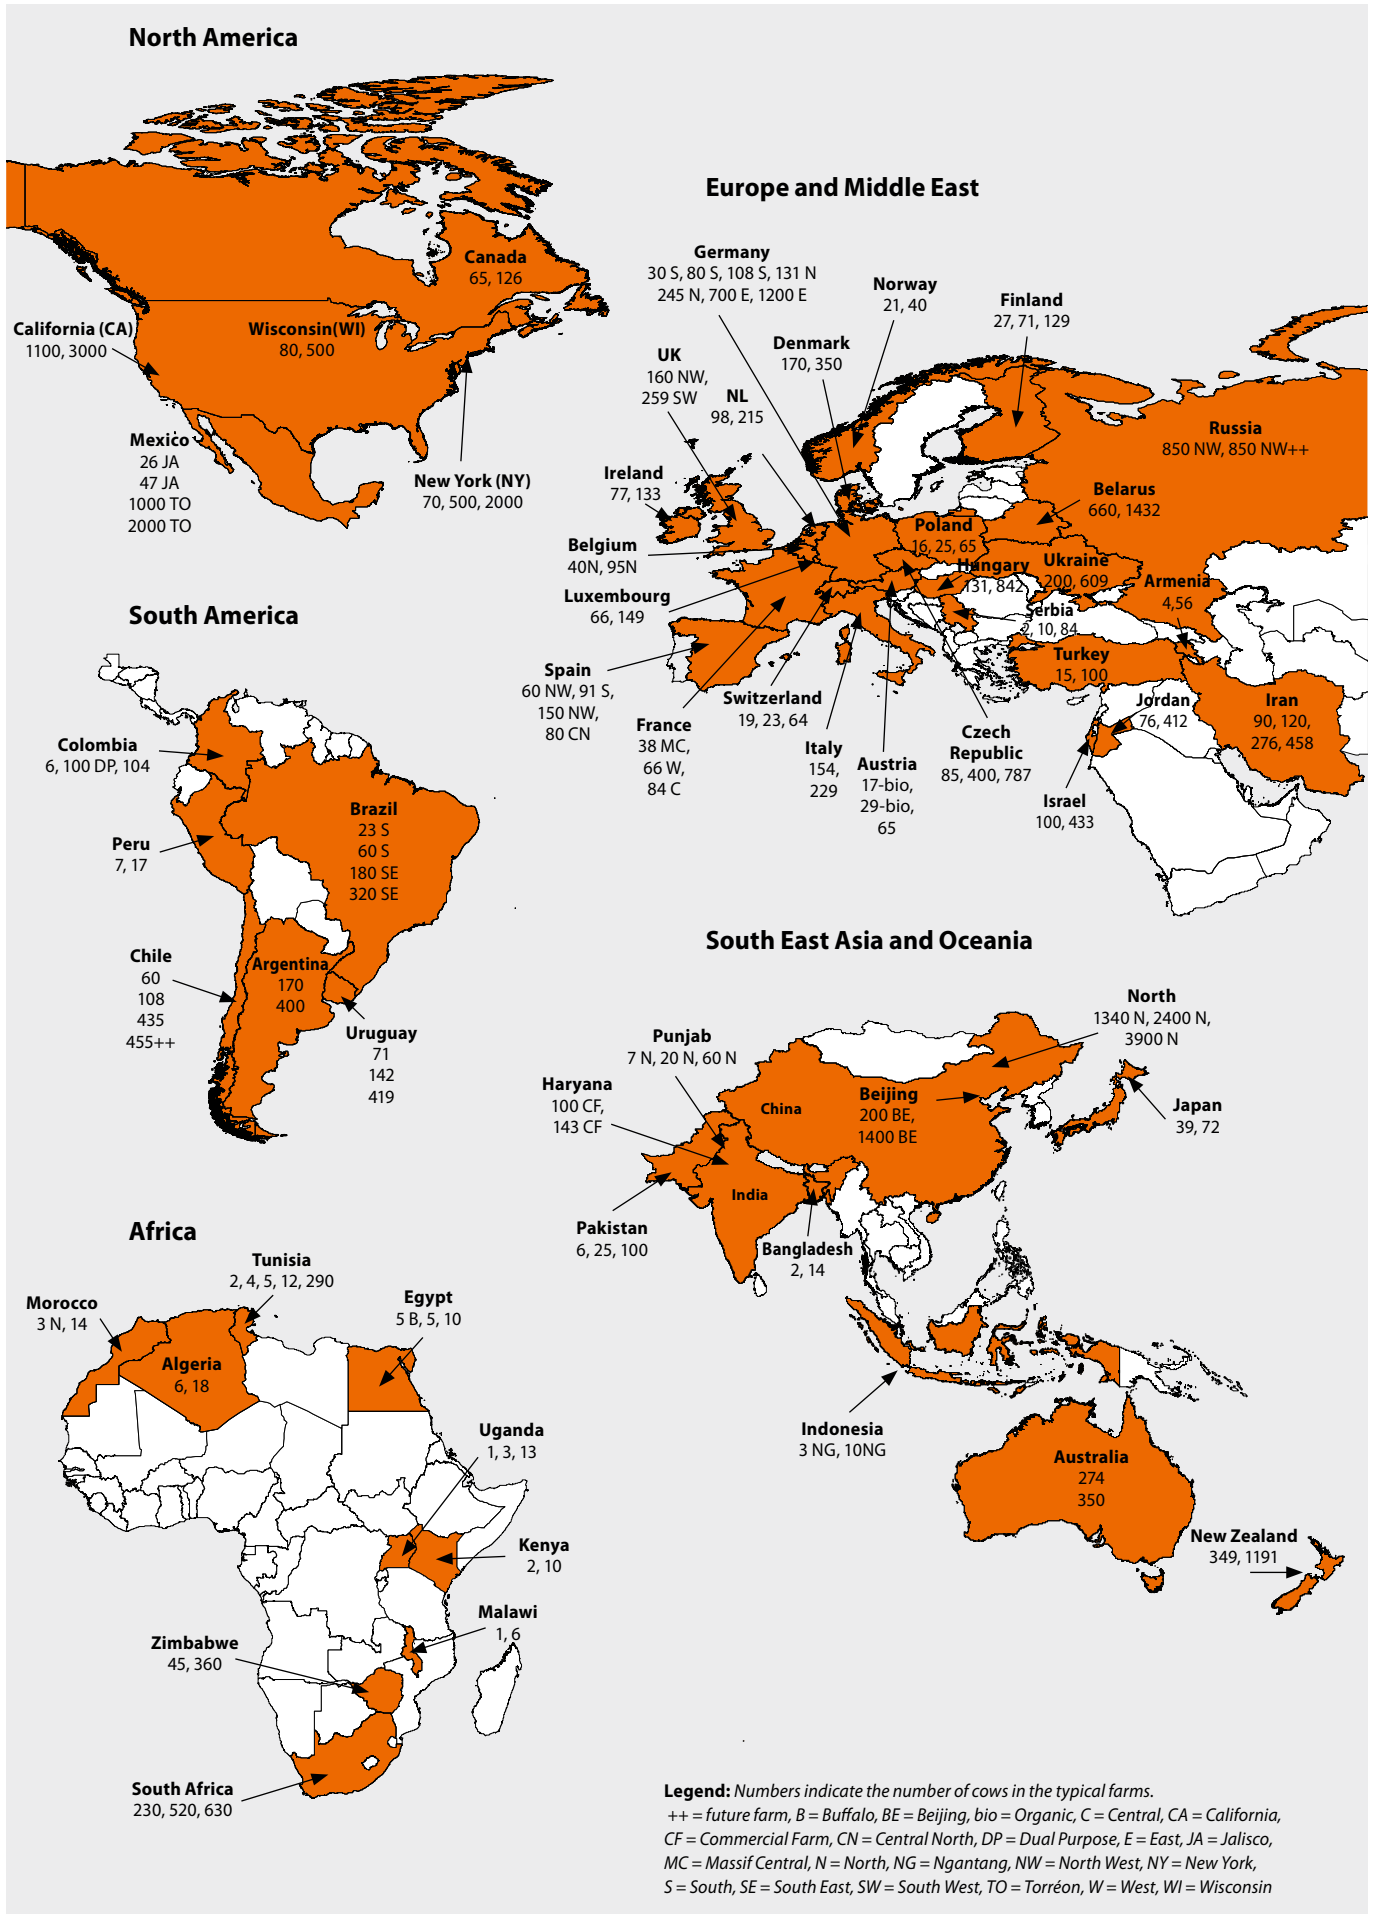 North America
Canada
65, 126
California (CA)
1100, 3000
Wisconsin(WI)
80, 500
Mexico
26 JA
47 JA
1000 TO
2000 TO
New York (NY)
70, 500, 2000
Europe and Middle East
Germany
30 S, 80 S, 108 S, 131 N
245 N, 700 E, 1200 E
Norway
21, 40
Finland
27, 71, 129
Denmark
170, 350
UK
160 NW,
259 SW
NL
98, 215
Russia
850 NW, 850 NW++
Ireland
77, 133
Belarus
660, 1432
Poland
16, 25, 65
Belgium
40N, 95N
Hungary
131, 842
Ukraine
200, 609
Armenia
4,56
Luxembourg
66, 149
Serbia
2, 10, 84
Turkey
15, 100
Spain
60 NW, 91 S,
150 NW,
80 CN
Switzerland
19, 23, 64
France
38 MC,
66 W,
84 C
Italy
154,
229
Austria
17-bio,
29-bio,
65
Czech
Republic
85, 400, 787
Jordan
76, 412
Iran
90, 120,
276, 458
Israel
100, 433
South America
Colombia
6, 100 DP, 104
Peru
7, 17
Brazil
23 S
60 S
180 SE
320 SE
Chile
60
108
435
455++
Argentina
170
400
Uruguay
71
142
419
South East Asia and Oceania
North
1340 N, 2400 N,
3900 N
Punjab
7 N, 20 N, 60 N
Haryana
100 CF,
143 CF
China
Beijing
200 BE,
1400 BE
Japan
39, 72
India
Pakistan
6, 25, 100
Bangladesh
2, 14
Indonesia
3 NG, 10NG
Australia
274
350
New Zealand
349, 1191
Africa
Tunisia
2, 4, 5, 12, 290
Morocco
3 N, 14
Egypt
5 B, 5, 10
Algeria
6, 18
Uganda
1, 3, 13
Kenya
2, 10
Malawi
1, 6
Zimbabwe
45, 360
South Africa
230, 520, 630
Legend: Numbers indicate the number of cows in the typical farms.
++ = future farm, B = Buffalo, BE = Beijing, bio = Organic, C = Central, CA = California,
CF = Commercial Farm, CN = Central North, DP = Dual Purpose, E = East, JA = Jalisco,
MC = Massif Central, N = North, NG = Ngantang, NW = North West, NY = New York,
S = South, SE = South East, SW = South West, TO = Torréon, W = West, WI = Wisconsin